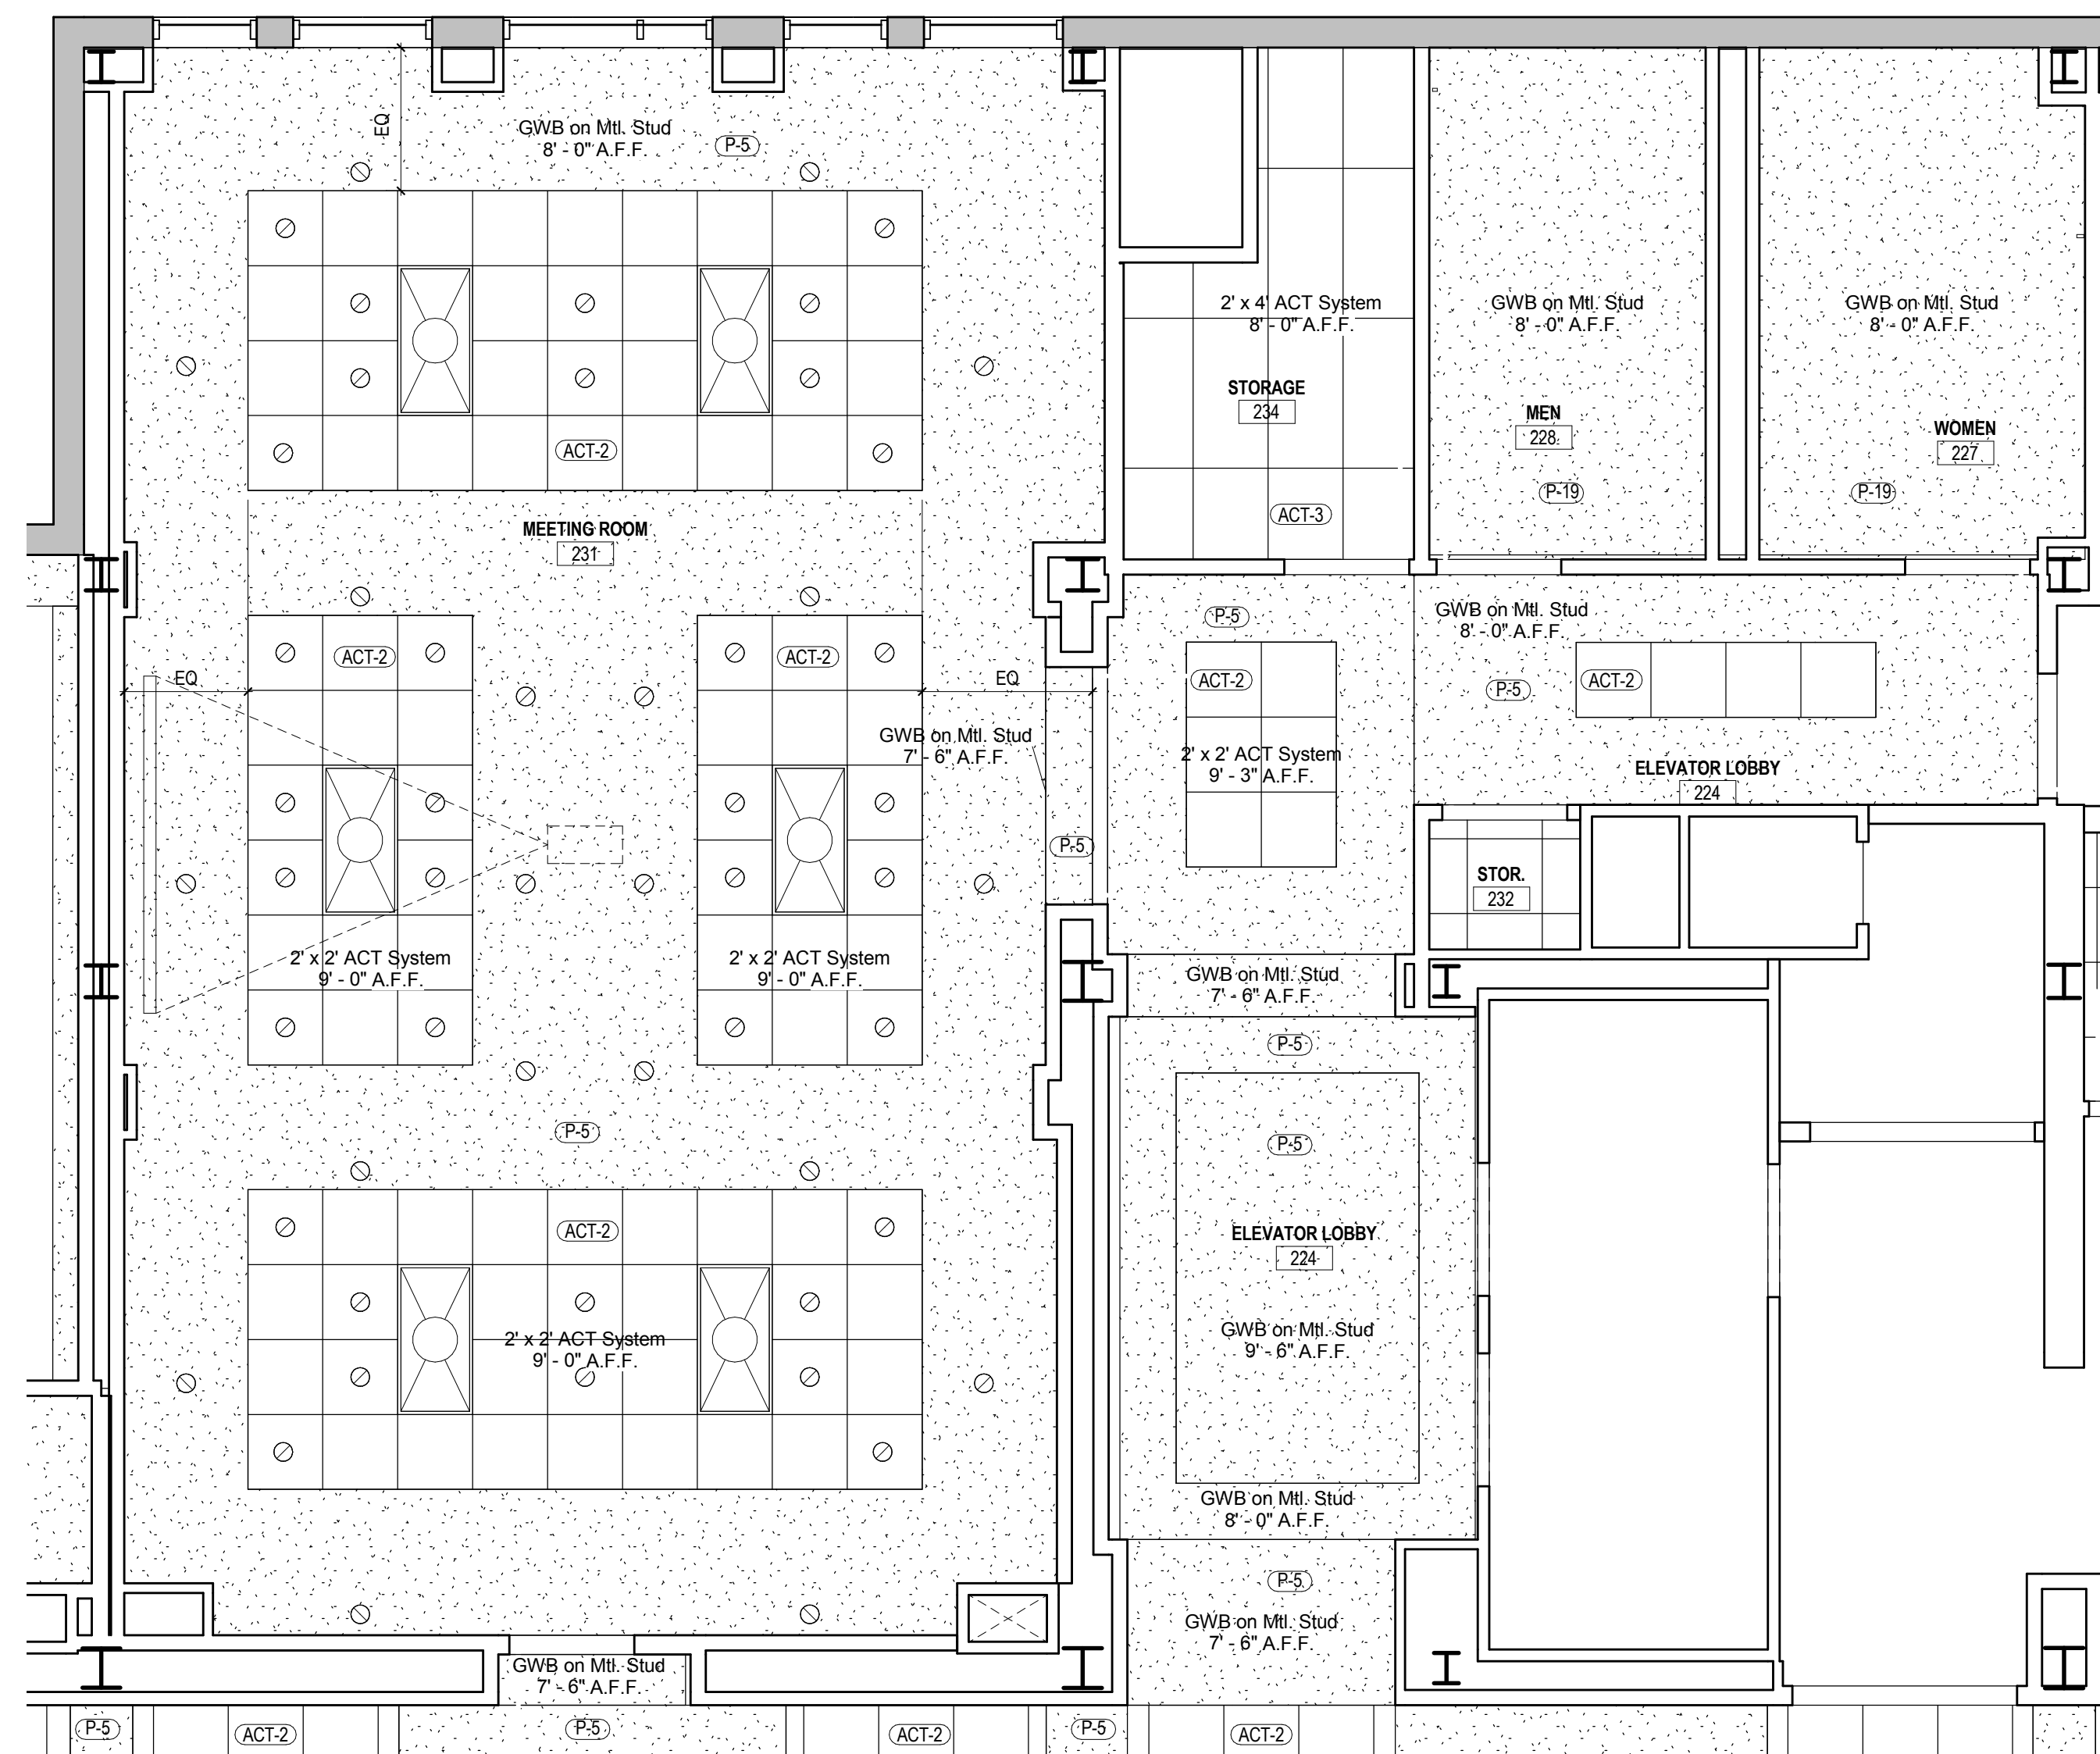 EQ
GWB on Mtl. Stud
8' - 0" A.F.F.
P-5
ACT-2
MEETING ROOM
231
2' x 4' ACT System
8' - 0" A.F.F.
STORAGE
234
ACT-3
GWB on Mtl. Stud
8' - 0" A.F.F.
MEN
228
P-19
GWB on Mtl. Stud
8' - 0" A.F.F.
WOMEN
227
P-19
ACT-2
ACT-2
EQ
EQ
GWB on Mtl. Stud
7' - 6" A.F.F.
P-5
2' x 2' ACT System
9' - 0" A.F.F.
2' x 2' ACT System
9' - 0" A.F.F.
P-5
P-5
ACT-2
2' x 2' ACT System
9' - 3" A.F.F.
GWB on Mtl. Stud
8' - 0" A.F.F.
P-5
ACT-2
ELEVATOR LOBBY
224
STOR.
232
GWB on Mtl. Stud
7' - 6" A.F.F.
P-5
P-5
ELEVATOR LOBBY
224
GWB on Mtl. Stud
9' - 6" A.F.F.
GWB on Mtl. Stud
8' - 0" A.F.F.
P-5
GWB on Mtl. Stud
7' - 6" A.F.F.
ACT-2
2' x 2' ACT System
9' - 0" A.F.F.
GWB on Mtl. Stud
7' - 6" A.F.F.
P-5
ACT-2
P-5
ACT-2
P-5
ACT-2